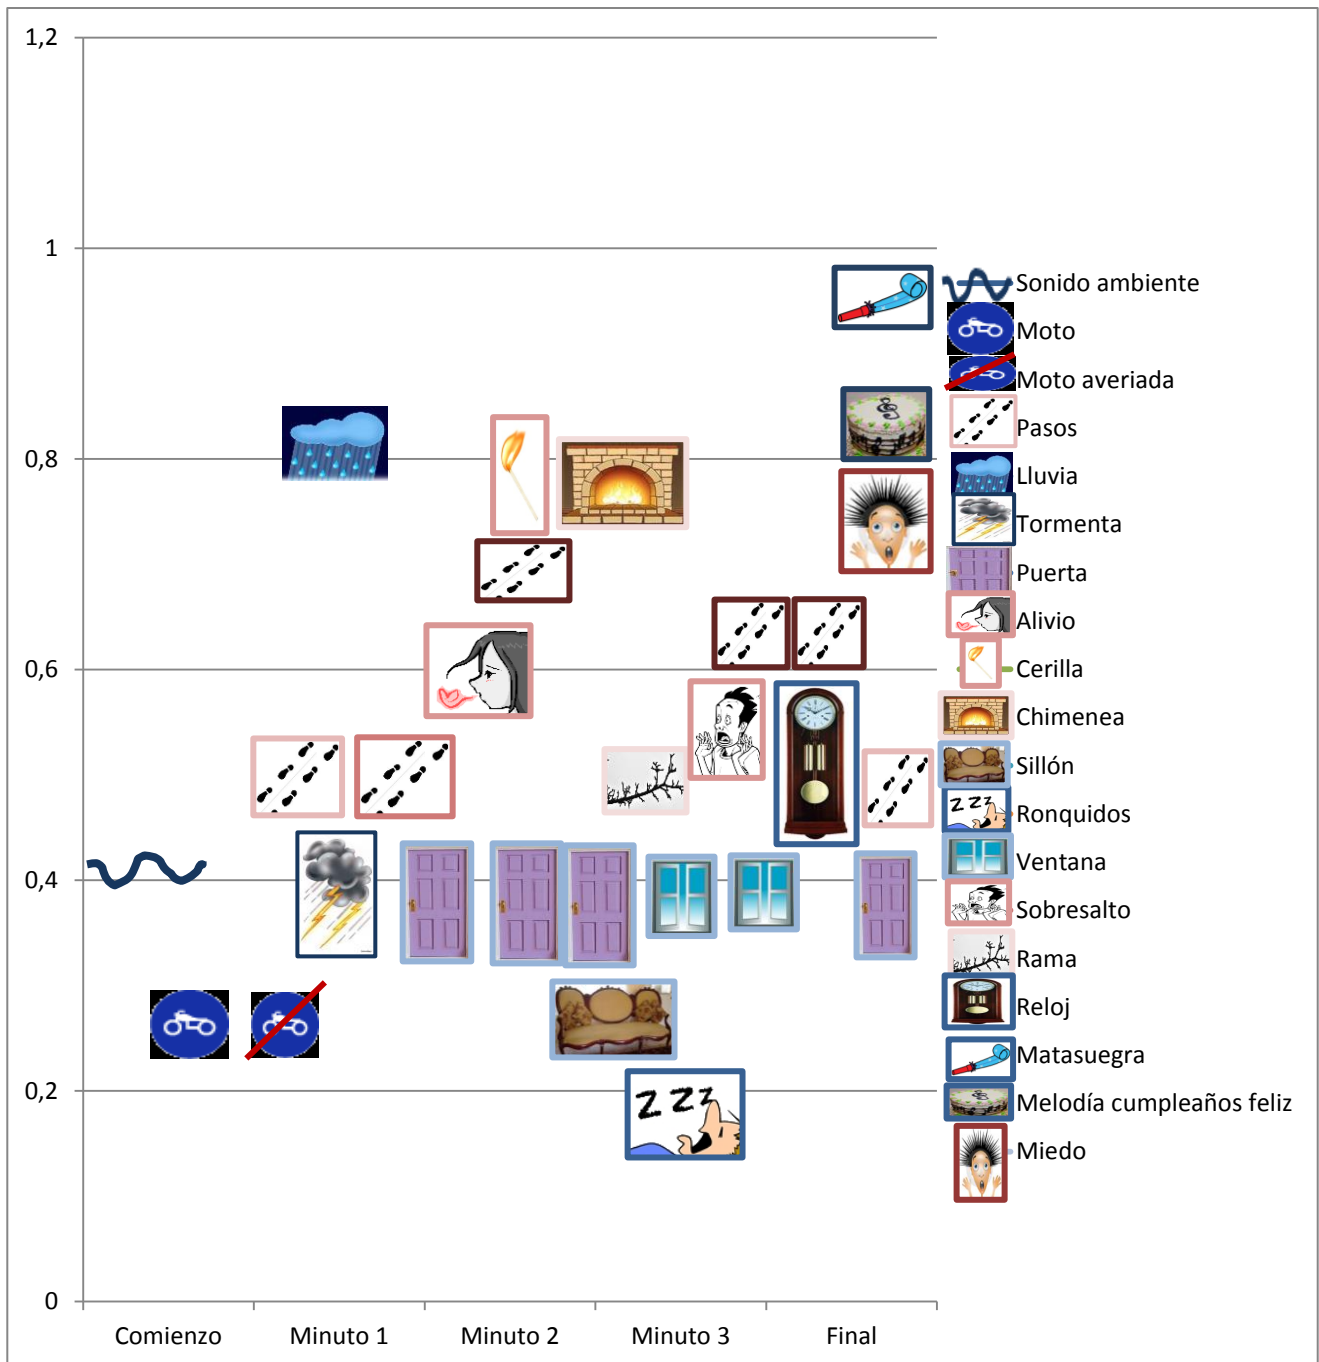 1,2
1
0,8
0,6
0,4
0,2
0
Comienzo Minuto 1 Minuto 2 Minuto 3 Final
Sonido ambiente
Moto
Moto averiada
Pasos
Lluvia
Tormenta
Puerta
Alivio
Cerilla
Chimenea
Sillón
Ronquidos
Ventana
Sobresalto
Rama
Reloj
Matasuegra
Melodía cumpleaños feliz
Miedo
Z Z Z
Z Z Z